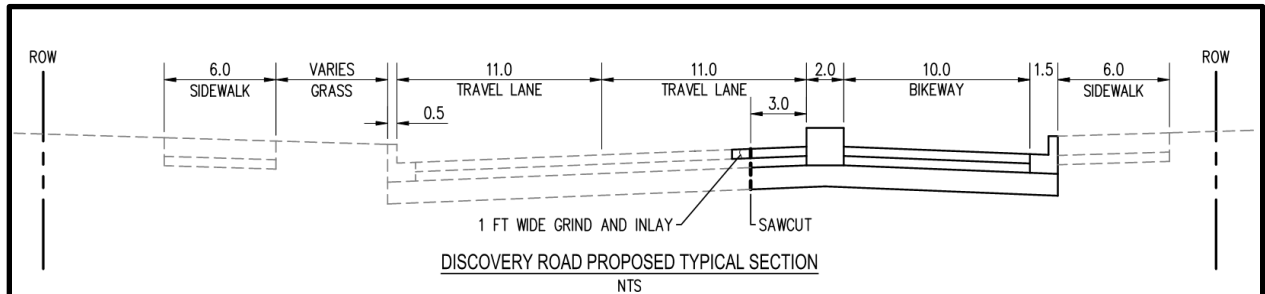 ROW
ROW
6.0 VARIES 11.0 11.0 2.0 10.0 1.5 6.0
SIDEWALK GRASS TRAVEL LANE TRAVEL LANE BIKEWAY SIDEWALK
0.5 3.0
1 FT WIDE GRIND AND INLAY SAWCUT
DISCOVERY ROAD PROPOSED TYPICAL SECTION
NTS